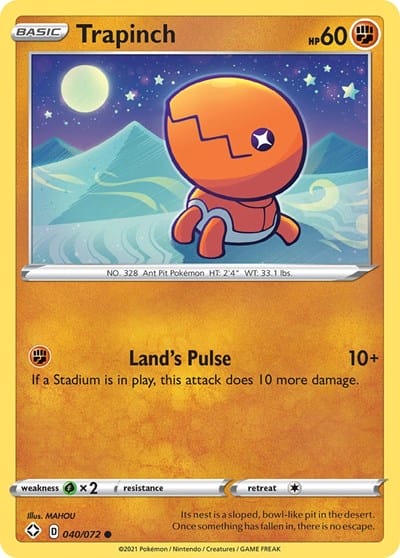 BASIC Trapinch HP60
NO. 328 Ant Pit Pokémon HT: 2'4" WT: 33.1 lbs.
Land's Pulse 10+
If a Stadium is in play, this attack does 10 more damage.
weakness ×2 resistance retreat
Illus. MAHOU
Its nest is a sloped, bowl-like pit in the desert.
Once something has fallen, there is no escape.
D 040/072
©2021 Pokémon / Nintendo / Creatures / GAME FREAK